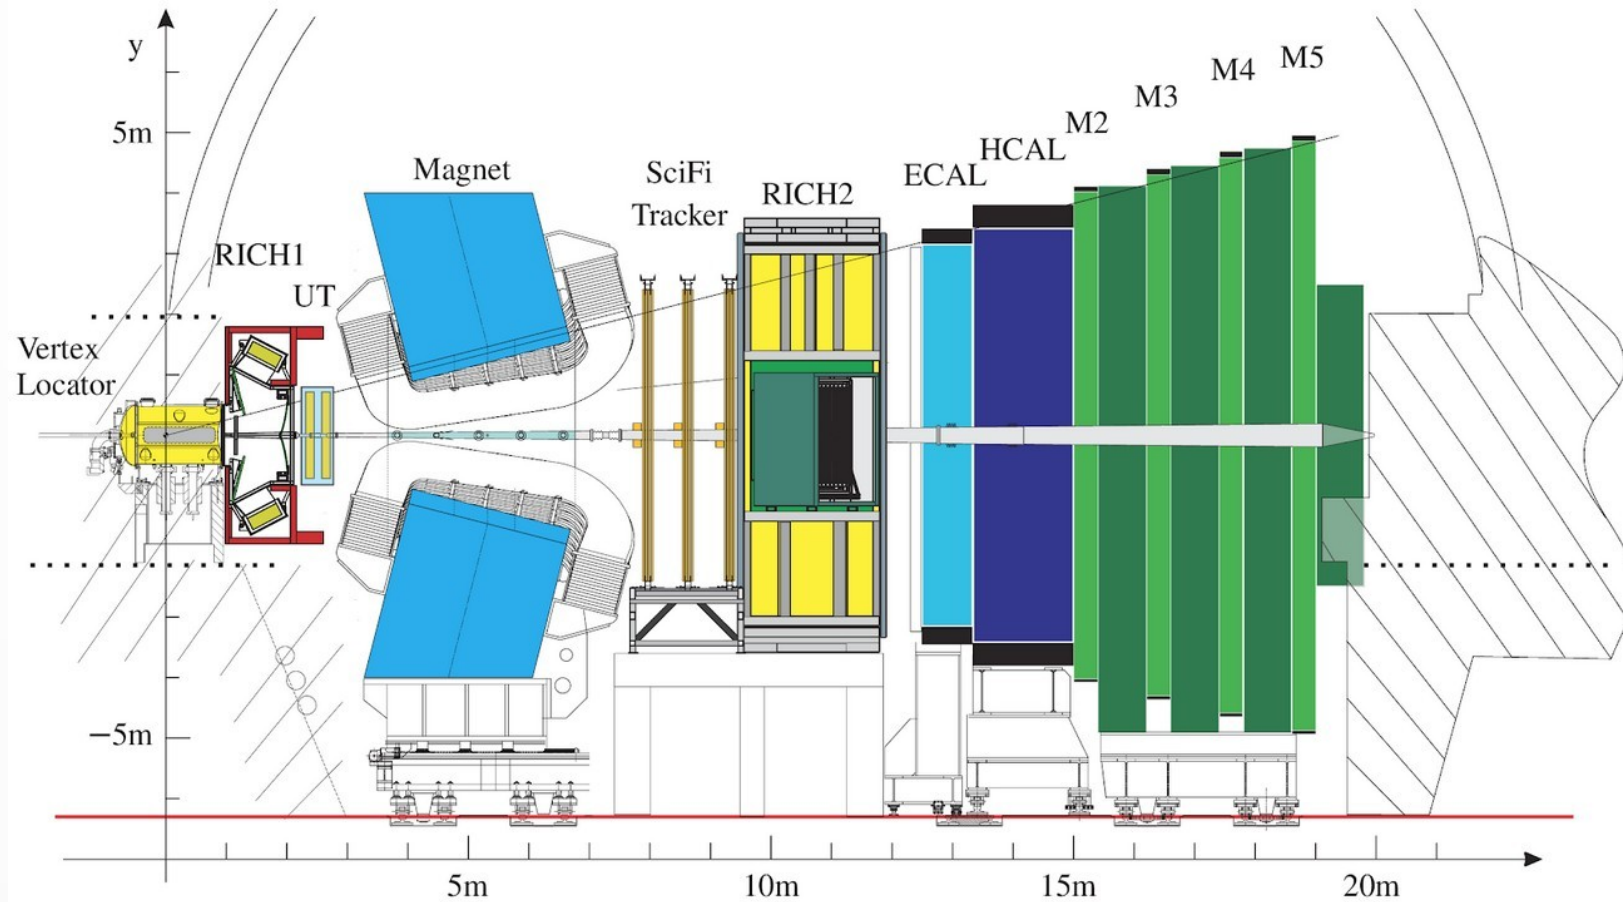 y
5m
−5m
Vertex
Locator
RICH1
UT
Magnet
SciFi
Tracker
RICH2
ECAL
HCAL
M2
M3
M4
M5
5m
10m
15m
20m